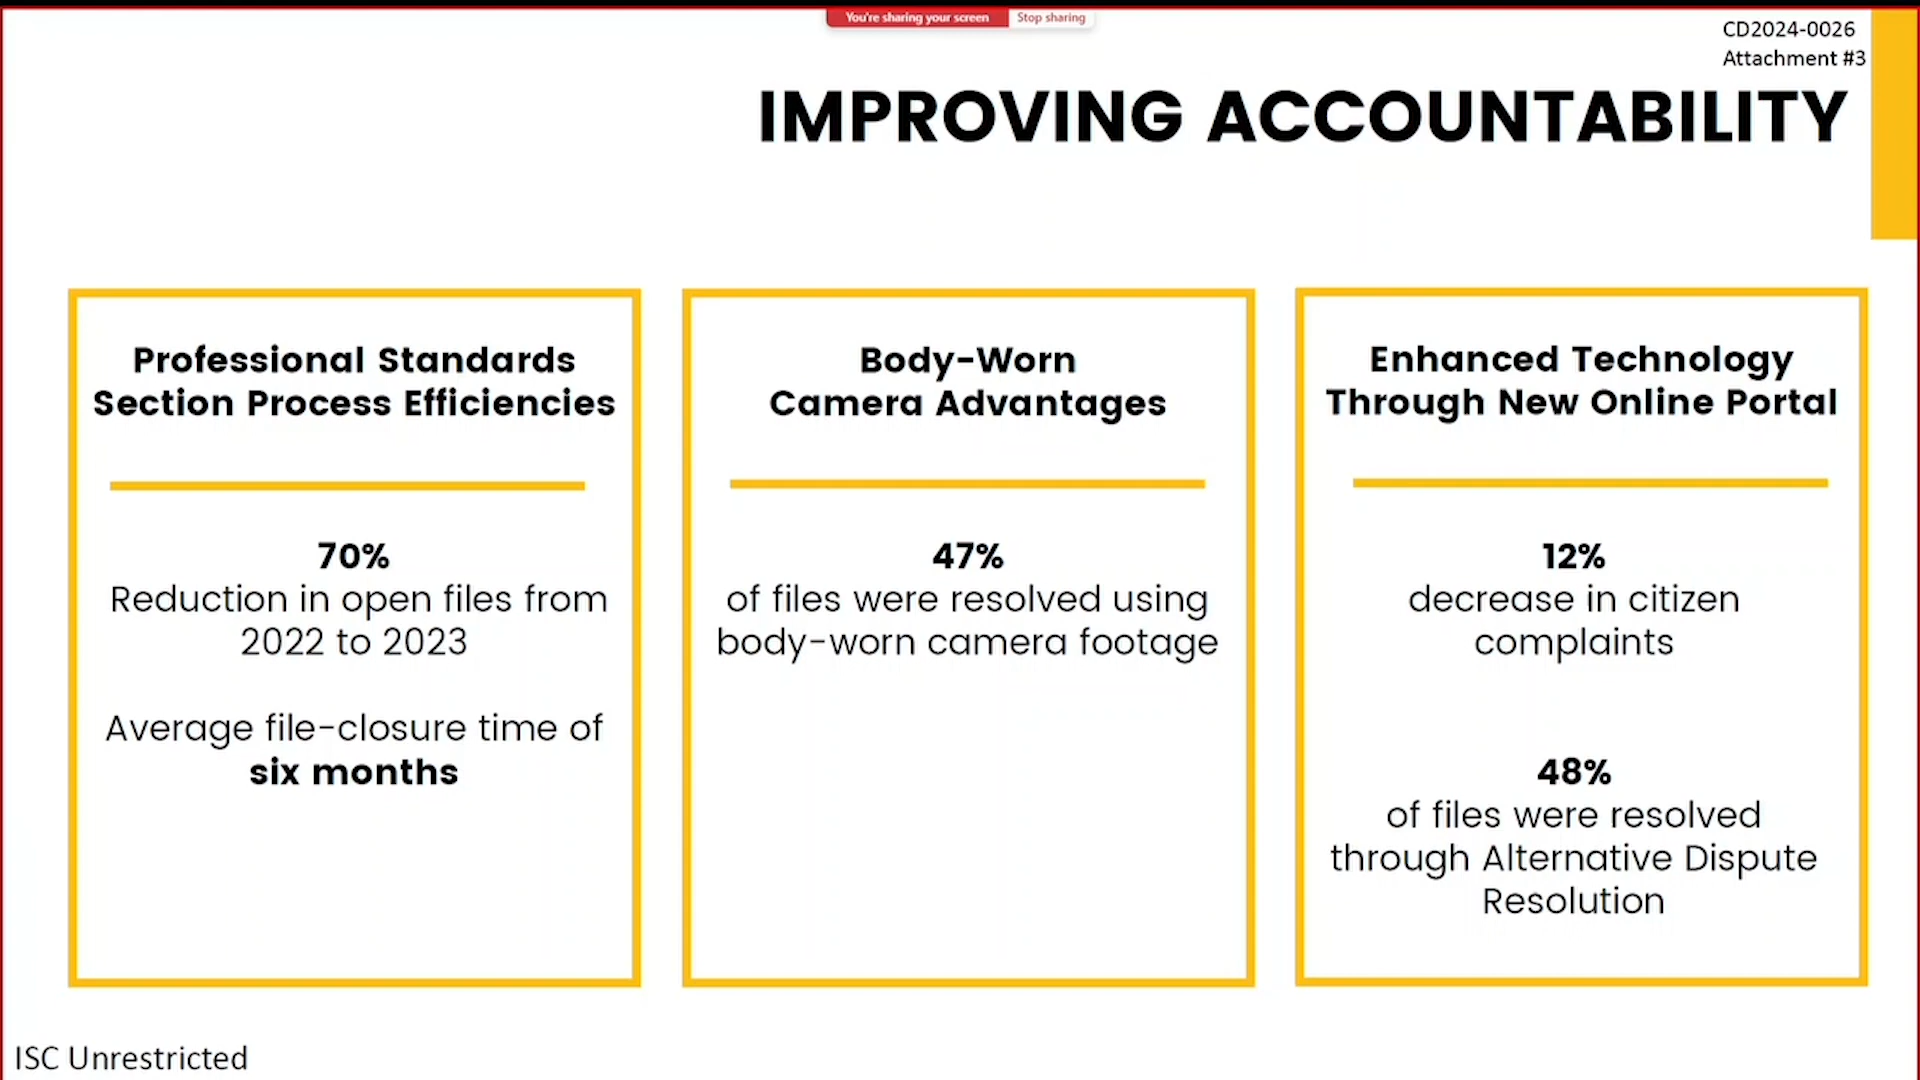 You're sharing your screen Stop sharing
CD2024-0026
Attachment #3
IMPROVING ACCOUNTABILITY
Professional Standards
Section Process Efficiencies
70%
Reduction in open files from
2022 to 2023
Average file-closure time of
six months
Body-Worn
Camera Advantages
47%
of files were resolved using
body-worn camera footage
Enhanced Technology
Through New Online Portal
12%
decrease in citizen
complaints
48%
of files were resolved
through Alternative Dispute
Resolution
ISC Unrestricted